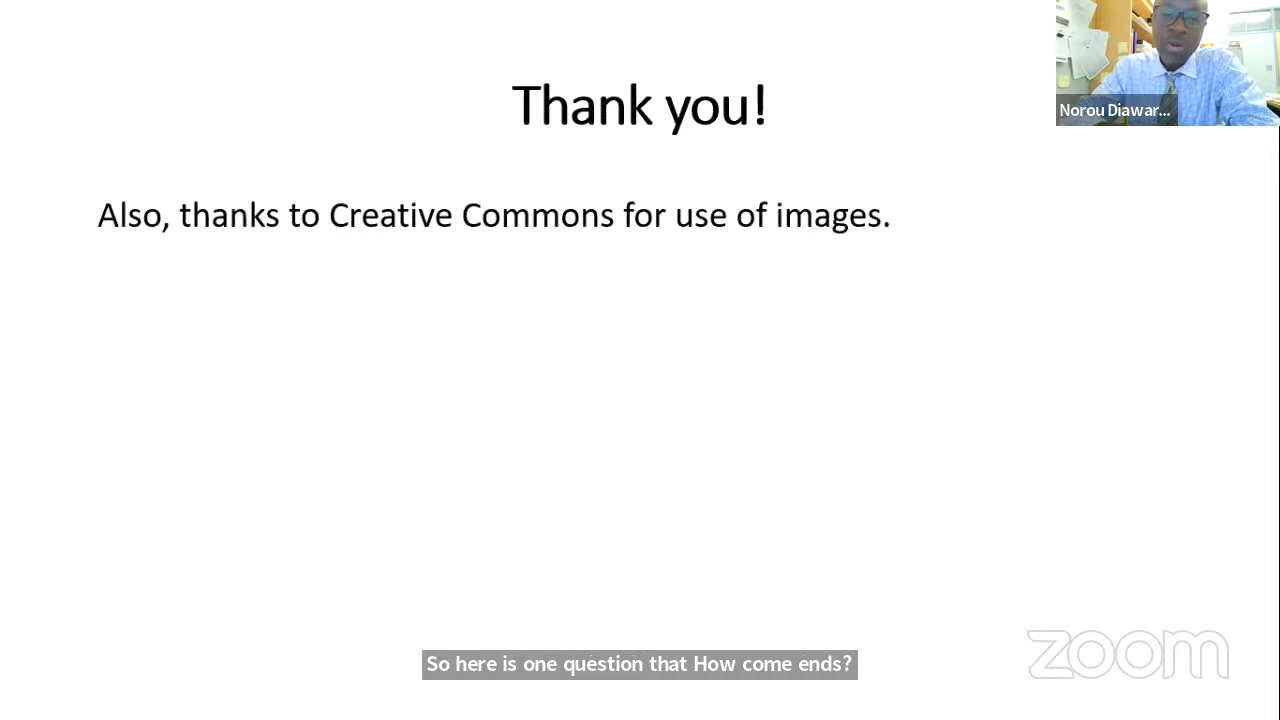 Thank you!
Norou Diawar...
Also, thanks to Creative Commons for use of images.
So here is one question that How come ends?
zoom